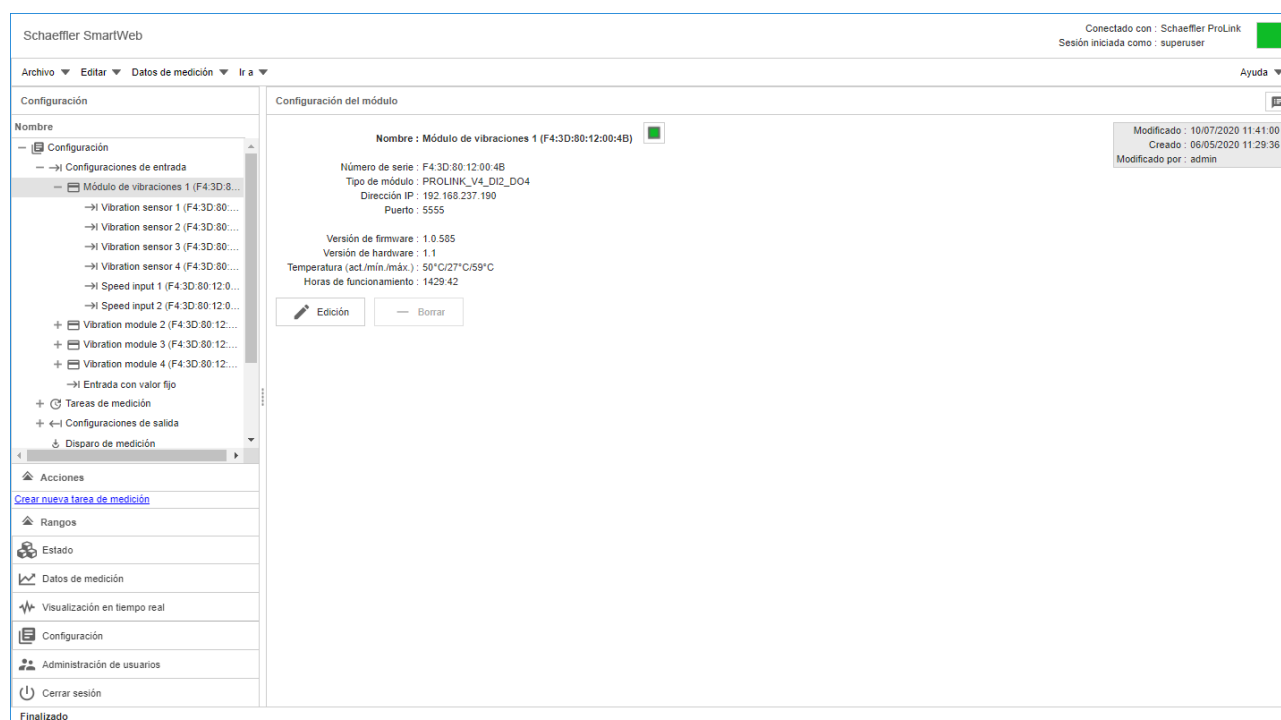 Schaeffler SmartWeb
Conectado con : Schaeffler ProLink
Sesión iniciada como : superuser
Archivo Editar Datos de medición Ir a Ayuda
Configuración
Nombre
Configuración
Configuraciones de entrada
Módulo de vibraciones 1 (F4:3D:8...
Vibration sensor 1 (F4:3D:80:...
Vibration sensor 2 (F4:3D:80:...
Vibration sensor 3 (F4:3D:80:...
Vibration sensor 4 (F4:3D:80:...
Speed input 1 (F4:3D:80:12:0...
Speed input 2 (F4:3D:80:12:0...
Vibration module 2 (F4:3D:80:12:...
Vibration module 3 (F4:3D:80:12:...
Vibration module 4 (F4:3D:80:12:...
Entrada con valor fijo
Tareas de medición
Configuraciones de salida
Disparo de medición
Acciones
Crear nueva tarea de medición
Rangos
Estado
Datos de medición
Visualización en tiempo real
Configuración
Administración de usuarios
Cerrar sesión
Configuración del módulo
Nombre : Módulo de vibraciones 1 (F4:3D:80:12:00:4B)
Número de serie : F4:3D:80:12:00:4B
Tipo de módulo : PROLINK_V4_DI2_DO4
Dirección IP : 192.168.237.190
Puerto : 5555
Versión de firmware : 1.0.585
Versión de hardware : 1.1
Temperatura (act./mín./máx.) : 50°C/27°C/59°C
Horas de funcionamiento : 1429:42
Edición Borrar
Modificado : 10/07/2020 11:41:00
Creado : 06/05/2020 11:29:36
Modificado por : admin
Finalizado